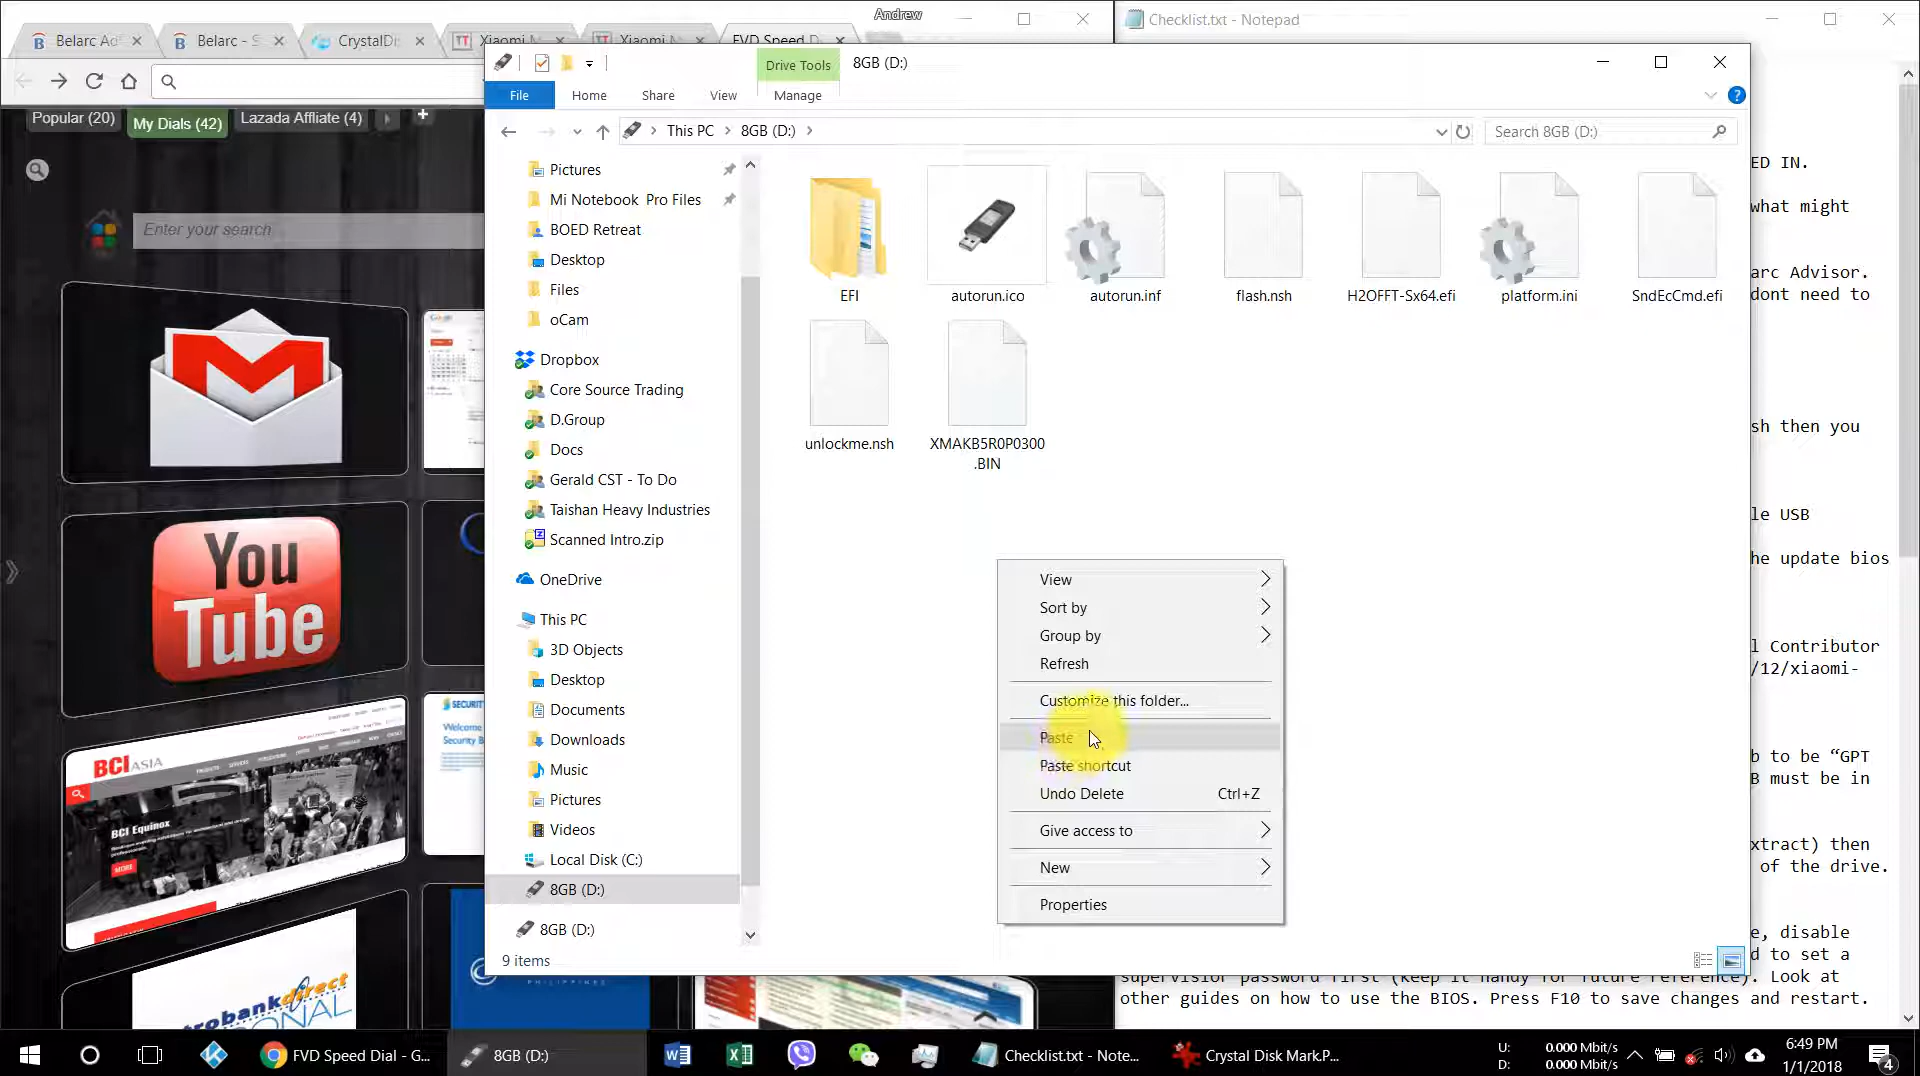 Andrew
Checklist.txt - Notepad
Belarc Ad
Belarc - S
CrystalDi
Xiaomi M
Xiaomi M
FVD Speed D
Drive Tools
8GB (D:)
File
Home
Share
View
Manage
This PC
8GB (D:)
Search 8GB (D:)
Popular (20)
My Dials (42)
Lazada Affliate (4)
Enter your search
Pictures
Mi Notebook Pro Files
BOED Retreat
Desktop
Files
oCam
Dropbox
Core Source Trading
D.Group
Docs
Gerald CST - To Do
Taishan Heavy Industries
Scanned Intro.zip
OneDrive
This PC
3D Objects
Desktop
Documents
Downloads
Music
Pictures
Videos
Local Disk (C:)
8GB (D:)
8GB (D:)
9 items
EFI
autorun.ico
autorun.inf
flash.nsh
H2OFFT-Sx64.efi
platform.ini
SndEcCmd.efi
unlockme.nsh
XMAKB5R0P0300
.BIN
View
Sort by
Group by
Refresh
Customize this folder...
Paste
Paste shortcut
Undo Delete Ctrl+Z
Give access to
New
Properties
ED IN.
what might
arc Advisor.
dont need to
sh then you
le USB
he update bios
l Contributor
/12/xiaomi-
b to be “GPT
B must be in
xtract) then
of the drive.
e, disable
d to set a
supervisior password first (keep it handy for future reference). Look at
other guides on how to use the BIOS. Press F10 to save changes and restart.
You
Tube
BCI ASIA
BCI Equinox
MORE
SECURIT
Welcome
Security B
PHILIPPINES
robankdirect
IONAL
FVD Speed Dial - G...
8GB (D:)
Checklist.txt - Note...
Crystal Disk Mark.P...
U: 0.000 Mbit/s
D: 0.000 Mbit/s
6:49 PM
1/1/2018
4